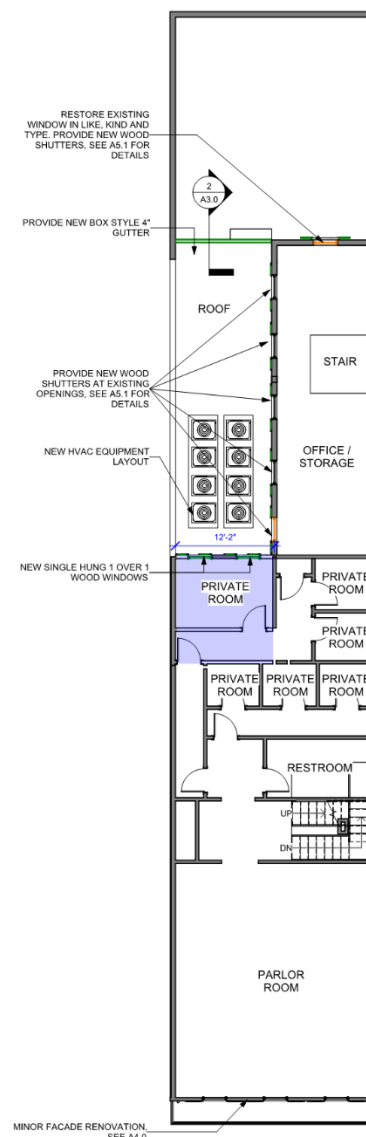 RESTORE EXISTING
WINDOW IN LIKE, KIND AND
TYPE. PROVIDE NEW WOOD
SHUTTERS, SEE A5.1 FOR
DETAILS
2
A3.0
PROVIDE NEW BOX STYLE 4"
GUTTER
ROOF
STAIR
PROVIDE NEW WOOD
SHUTTERS AT EXISTING
OPENINGS, SEE A5.1 FOR
DETAILS
OFFICE /
STORAGE
NEW HVAC EQUIPMENT
LAYOUT
12'-2"
NEW SINGLE HUNG 1 OVER 1
WOOD WINDOWS
PRIVATE
ROOM
PRIVATE
ROOM
PRIVATE
ROOM
PRIVATE
ROOM
PRIVATE
ROOM
PRIVATE
ROOM
RESTROOM
UP
DN
PARLOR
ROOM
MINOR FACADE RENOVATION,
SEE A4.0